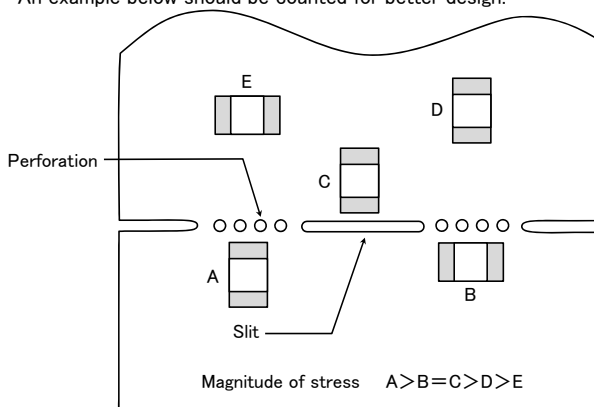 An example below should be counted for better design.
E
D
Perforation
C
A
B
Slit
Magnitude of stress A>B=C>D>E